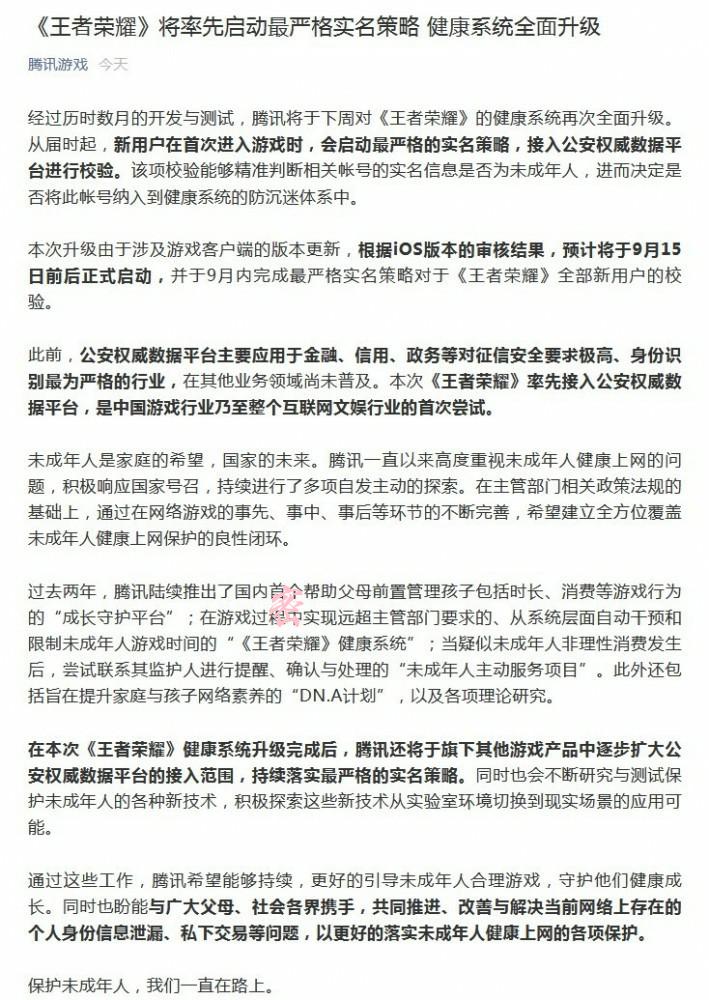 《王者荣耀》将率先启动最严格实名策略 健康系统全面升级
腾讯游戏 今天
经过历时数月的开发与测试，腾讯将于下周对《王者荣耀》的健康系统再次全面升级。
从届时起，新用户在首次进入游戏时，会启动最严格的实名策略，接入公安权威数据平
台进行校验。该项校验能够精准判断相关帐号的实名信息是否为未成年人，进而决定是
否将此帐号纳入到健康系统的防沉迷体系中。
本次升级由于涉及游戏客户端的版本更新，根据iOS版本的审核结果，预计将于9月15
日前后正式启动，并于9月内完成最严格实名策略对于《王者荣耀》全部新用户的校
验。
此前，公安权威数据平台主要应用于金融、信用、政务等对征信安全要求极高、身份识
别最为严格的行业，在其他业务领域尚未普及。本次《王者荣耀》率先接入公安权威数
据平台，是中国游戏行业乃至整个互联网文娱行业的首次尝试。
未成年人是家庭的希望，国家的未来。腾讯一直以来高度重视未成年人健康上网的问
题，积极响应国家号召，持续进行了多项自发主动的探索。在主管部门相关政策法规的
基础上，通过在网络游戏的事先、事中、事后等环节的不断完善，希望建立全方位覆盖
未成年人健康上网保护的良性闭环。
过去两年，腾讯陆续推出了国内首个帮助父母前置管理孩子包括时长、消费等游戏行为
的“成长守护平台”；在游戏过程中实现远超主管部门要求的、从系统层面自动干预和
限制未成年人游戏时间的“《王者荣耀》健康系统”；当疑似未成年人非理性消费发生
后，尝试联系其监护人进行提醒、确认与处理的“未成年人主动服务项目”。此外还包
括旨在提升家庭与孩子网络素养的“DN.A计划”，以及各项理论研究。
在本次《王者荣耀》健康系统升级完成后，腾讯还将于旗下其他游戏产品中逐步扩大公
安权威数据平台的接入范围，持续落实最严格的实名策略。同时也会不断研究与测试保
护未成年人的各种新技术，积极探索这些新技术从实验室环境切换到现实场景的应用可
能。
通过这些工作，腾讯希望能够持续，更好的引导未成年人合理游戏，守护他们健康成
长。同时也盼能与广大父母、社会各界携手，共同推进、改善与解决当前网络上存在的
个人身份信息泄漏、私下交易等问题，以更好的落实未成年人健康上网的各项保护。
保护未成年人，我们一直在路上。